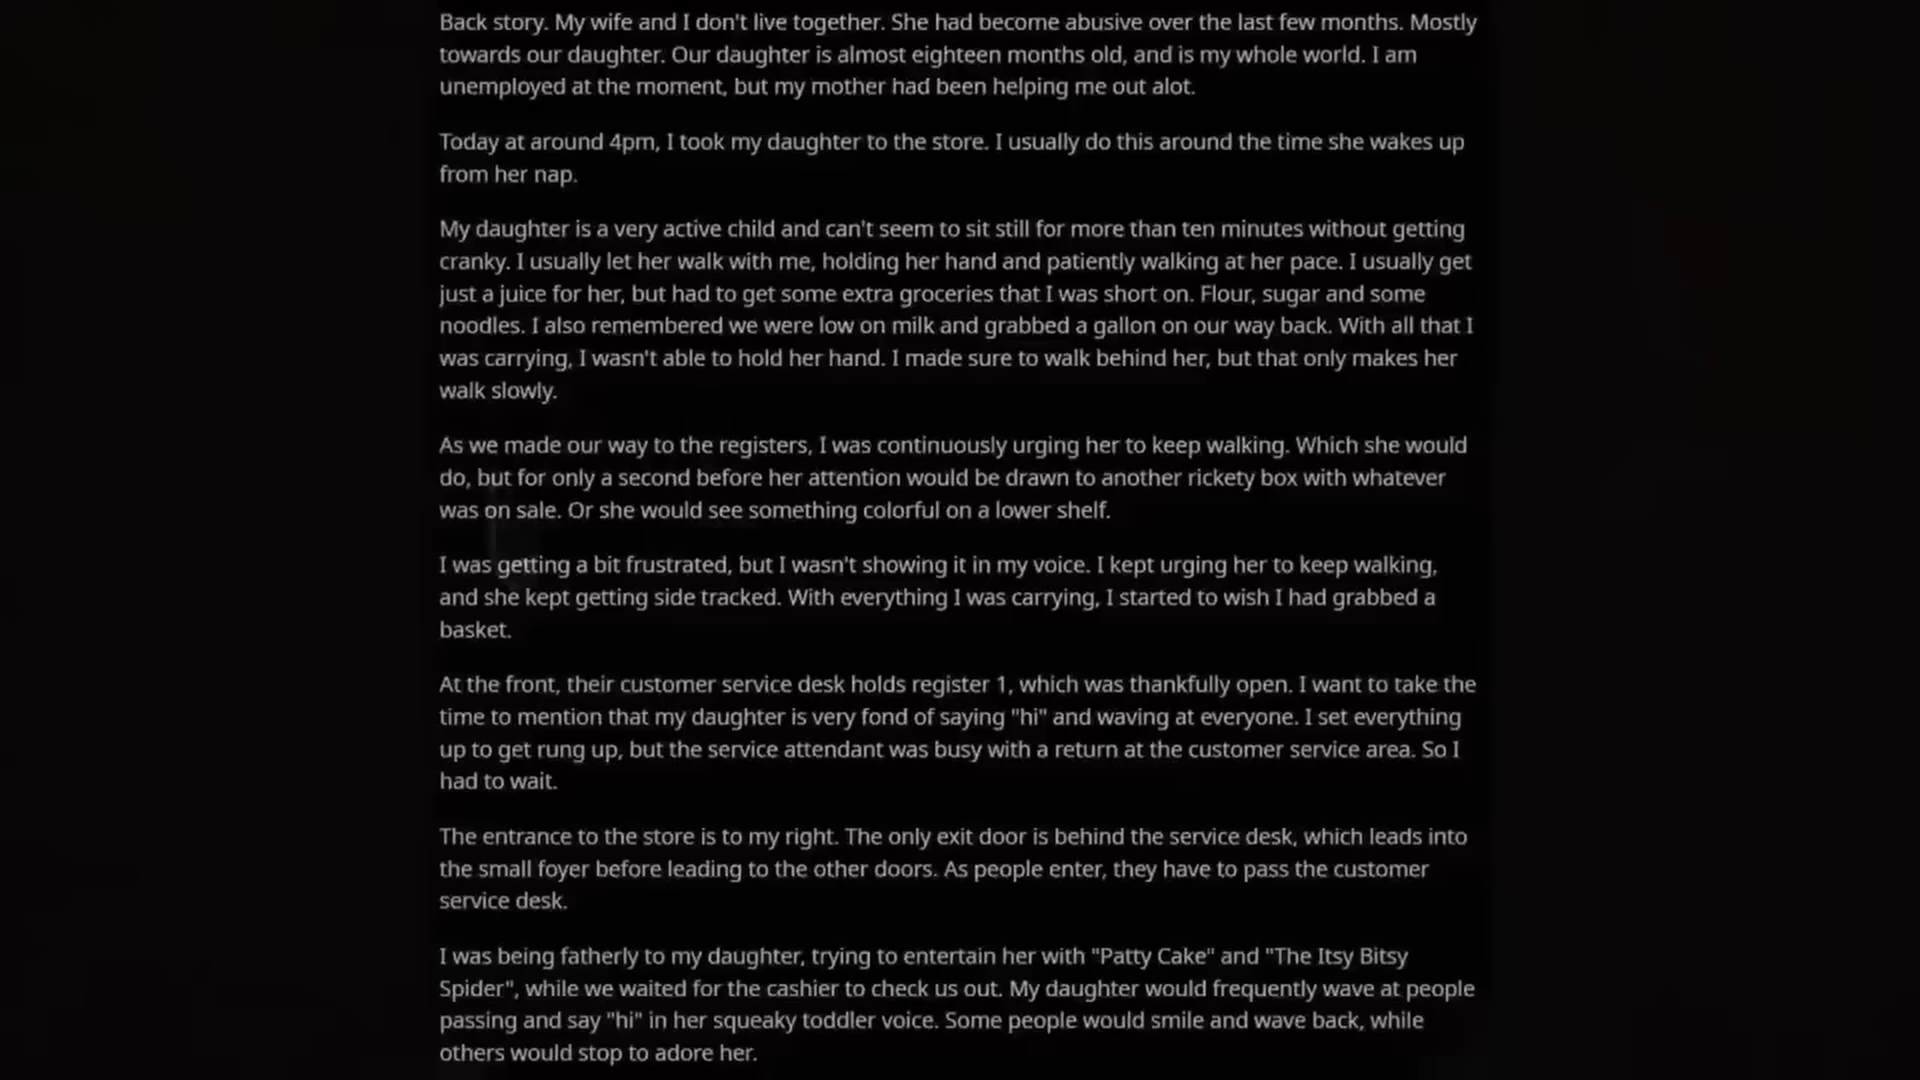 Back story. My wife and I don't live together. She had become abusive over the last few months. Mostly
towards our daughter. Our daughter is almost eighteen months old, and is my whole world. I am
unemployed at the moment, but my mother had been helping me out alot.
Today at around 4pm, I took my daughter to the store. I usually do this around the time she wakes up
from her nap.
My daughter is a very active child and can't seem to sit still for more than ten minutes without getting
cranky. I usually let her walk with me, holding her hand and patiently walking at her pace. I usually get
just a juice for her, but had to get some extra groceries that I was short on. Flour, sugar and some
noodles. I also remembered we were low on milk and grabbed a gallon on our way back. With all that I
was carrying, I wasn't able to hold her hand. I made sure to walk behind her, but that only makes her
walk slowly.
As we made our way to the registers, I was continuously urging her to keep walking. Which she would
do, but for only a second before her attention would be drawn to another rickety box with whatever
was on sale. Or she would see something colorful on a lower shelf.
I was getting a bit frustrated, but I wasn't showing it in my voice. I kept urging her to keep walking,
and she kept getting side tracked. With everything I was carrying, I started to wish I had grabbed a
basket.
At the front, their customer service desk holds register 1, which was thankfully open. I want to take the
time to mention that my daughter is very fond of saying "hi" and waving at everyone. I set everything
up to get rung up, but the service attendant was busy with a return at the customer service area. So I
had to wait.
The entrance to the store is to my right. The only exit door is behind the service desk, which leads into
the small foyer before leading to the other doors. As people enter, they have to pass the customer
service desk.
I was being fatherly to my daughter, trying to entertain her with "Patty Cake" and "The Itsy Bitsy
Spider", while we waited for the cashier to check us out. My daughter would frequently wave at people
passing and say "hi" in her squeaky toddler voice. Some people would smile and wave back, while
others would stop to adore her.